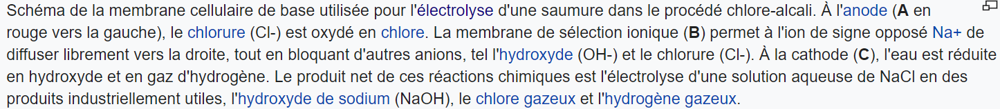 Schéma de la membrane cellulaire de base utilisée pour l'électrolyse d'une saumure dans le procédé chlore-alcali. À l'anode (A en
rouge vers la gauche), le chlorure (Cl-) est oxydé en chlore. La membrane de sélection ionique (B) permet à l'ion de signe opposé Na+ de
diffuser librement vers la droite, tout en bloquant d'autres anions, tel l'hydroxyde (OH-) et le chlorure (Cl-). À la cathode (C), l'eau est réduite
en hydroxyde et en gaz d'hydrogène. Le produit net de ces réactions chimiques est l'électrolyse d'une solution aqueuse de NaCl en des
produits industriellement utiles, l'hydroxyde de sodium (NaOH), le chlore gazeux et l'hydrogène gazeux.